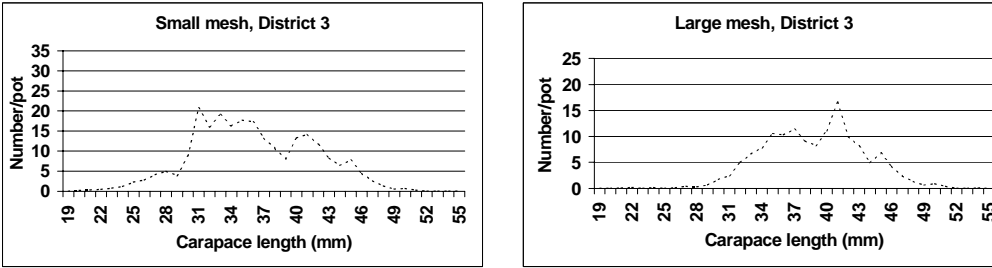 Small mesh, District 3
Number/pot
35
30
25
20
15
10
5
0
19 22 25 28 31 34 37 40 43 46 49 52 55
Carapace length (mm)
Large mesh, District 3
Number/pot
25
20
15
10
5
0
19 22 25 28 31 34 37 40 43 46 49 52 55
Carapace length (mm)